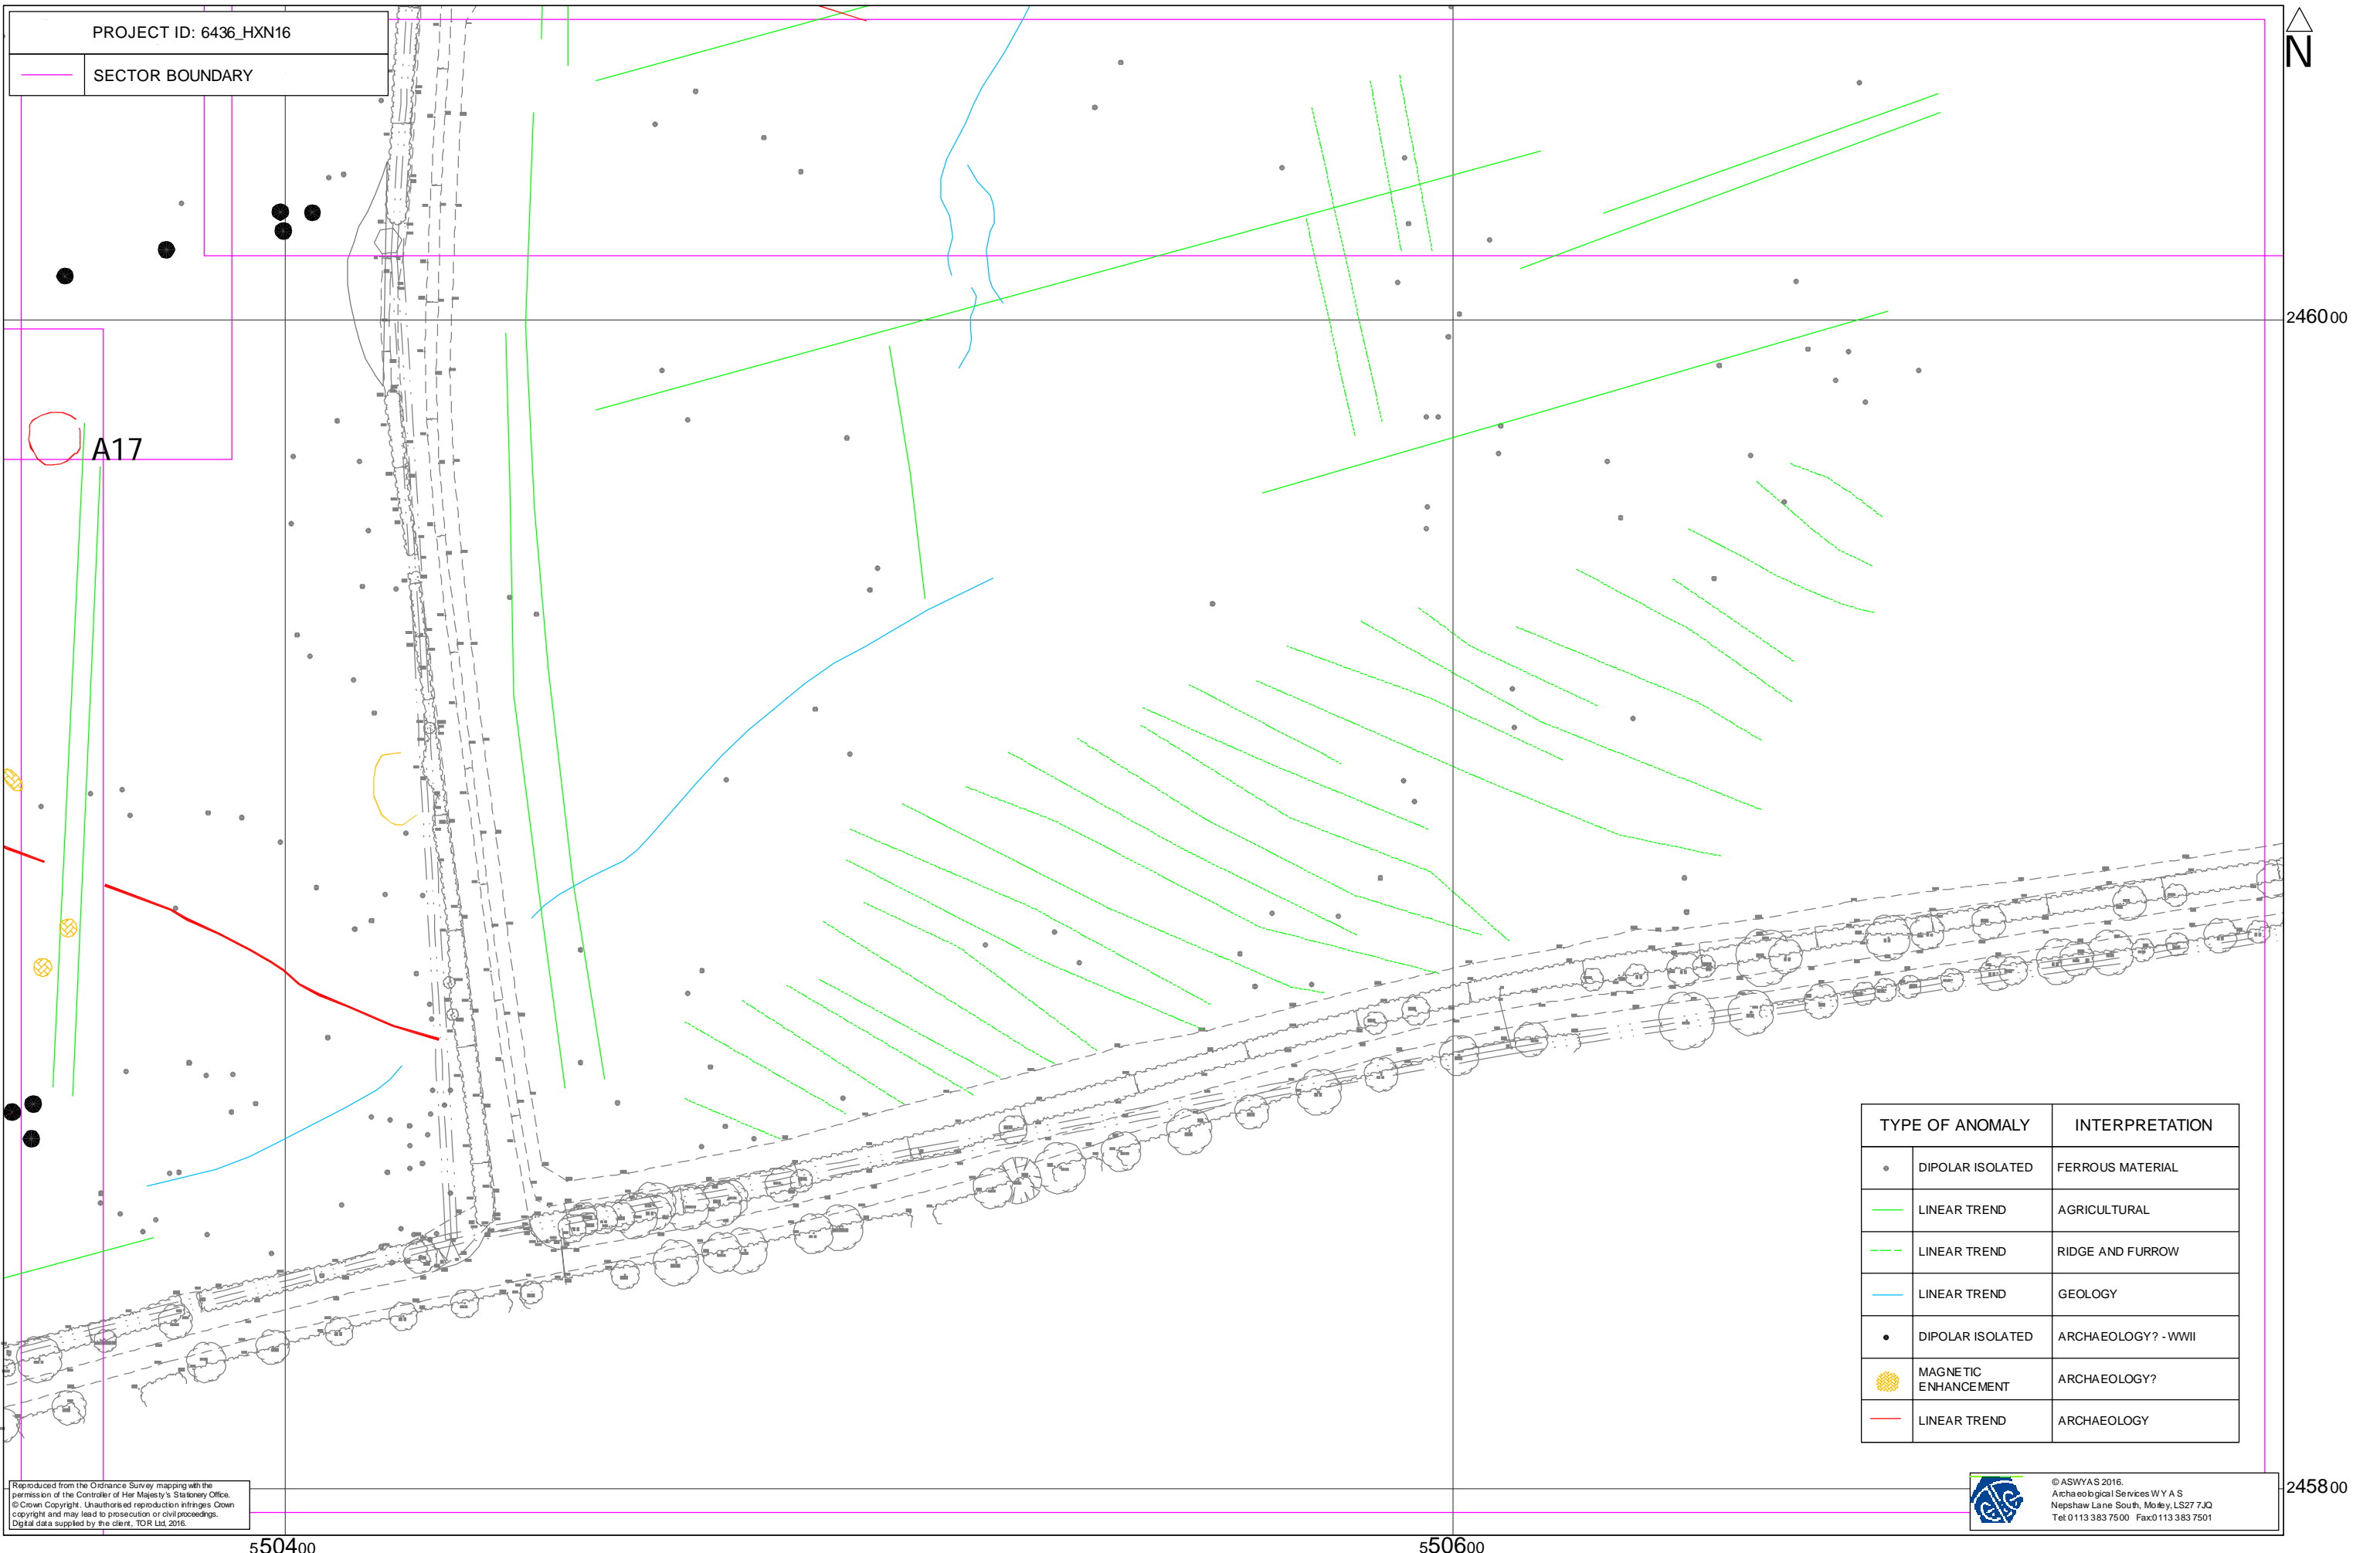 PROJECT ID: 6436_HXN16
SECTOR BOUNDARY
N
246000
A17
TYPE OF ANOMALY INTERPRETATION
DIPOLAR ISOLATED FERROUS MATERIAL
LINEAR TREND AGRICULTURAL
LINEAR TREND RIDGE AND FURROW
LINEAR TREND GEOLOGY
DIPOLAR ISOLATED ARCHAEOLOGY? - WWII
MAGNETIC
ENHANCEMENT ARCHAEOLOGY?
LINEAR TREND ARCHAEOLOGY
Reproduced from the Ordnance Survey mapping with the
permission of the Controller of Her Majesty's Stationery Office.
© Crown Copyright. Unauthorised reproduction infringes Crown
copyright and may lead to prosecution or civil proceedings.
Digital data supplied by the client, TOR Ltd, 2016.
© ASWYAS 2016.
Archaeological Services W Y A S
Nepshaw Lane South, Morley, LS27 7JQ
Tel: 0113 383 7500 Fax: 0113 383 7501
245800
550400
550600